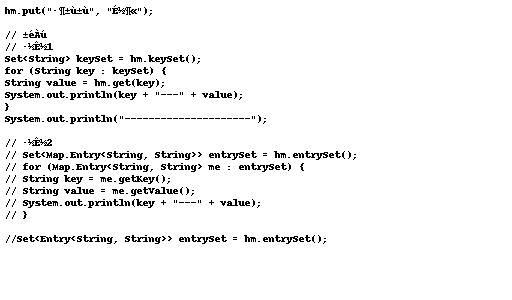 hm.put("·¶±ù±ù", "É½¶«");
// ±éÀú
// ·½Ê½1
Set<String> keySet = hm.keySet();
for (String key : keySet) {
String value = hm.get(key);
System.out.println(key + "---" + value);
}
System.out.println("---------------------");
// ·½Ê½2
// Set<Map.Entry<String, String>> entrySet = hm.entrySet();
// for (Map.Entry<String, String> me : entrySet) {
// String key = me.getKey();
// String value = me.getValue();
// System.out.println(key + "---" + value);
// }
//Set<Entry<String, String>> entrySet = hm.entrySet();